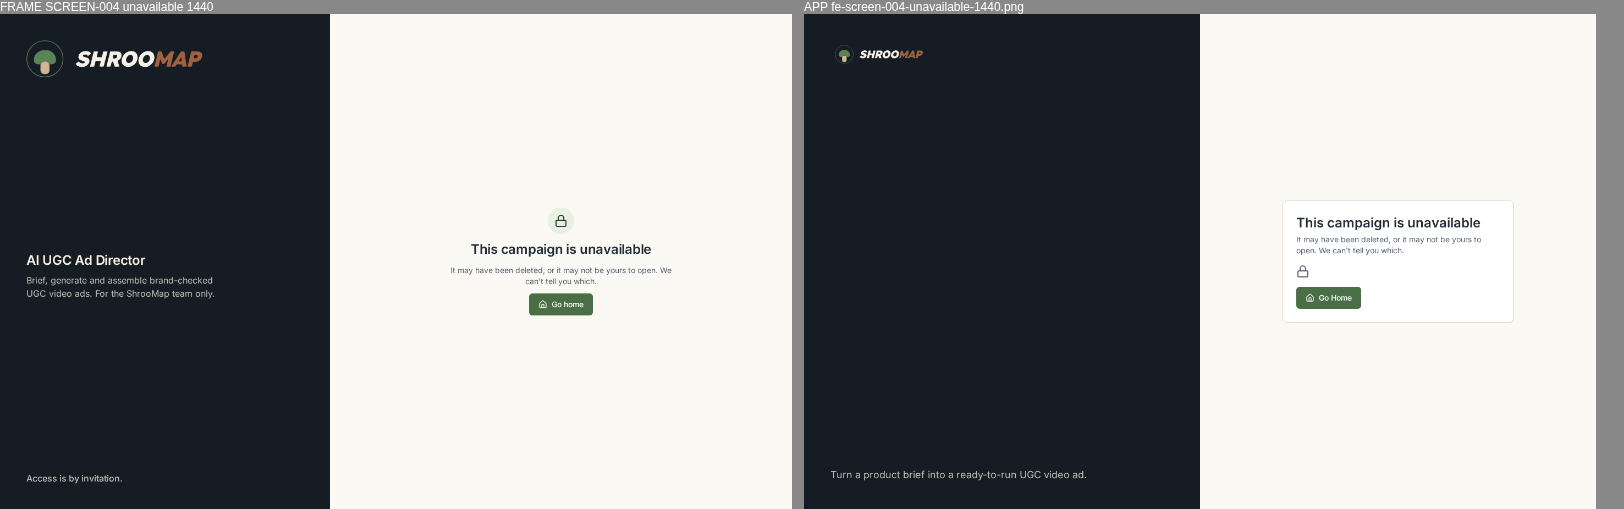 FRAME SCREEN-004 unavailable 1440
SHROOMAP
AI UGC Ad Director
Brief, generate and assemble brand-checked
UGC video ads. For the ShrooMap team only.
Access is by invitation.
This campaign is unavailable
It may have been deleted, or it may not be yours to open. We
can't tell you which.
Go home
APP fe-screen-004-unavailable-1440.png
SHROOMAP
Turn a product brief into a ready-to-run UGC video ad.
This campaign is unavailable
It may have been deleted, or it may not be yours to
open. We can't tell you which.
Go Home